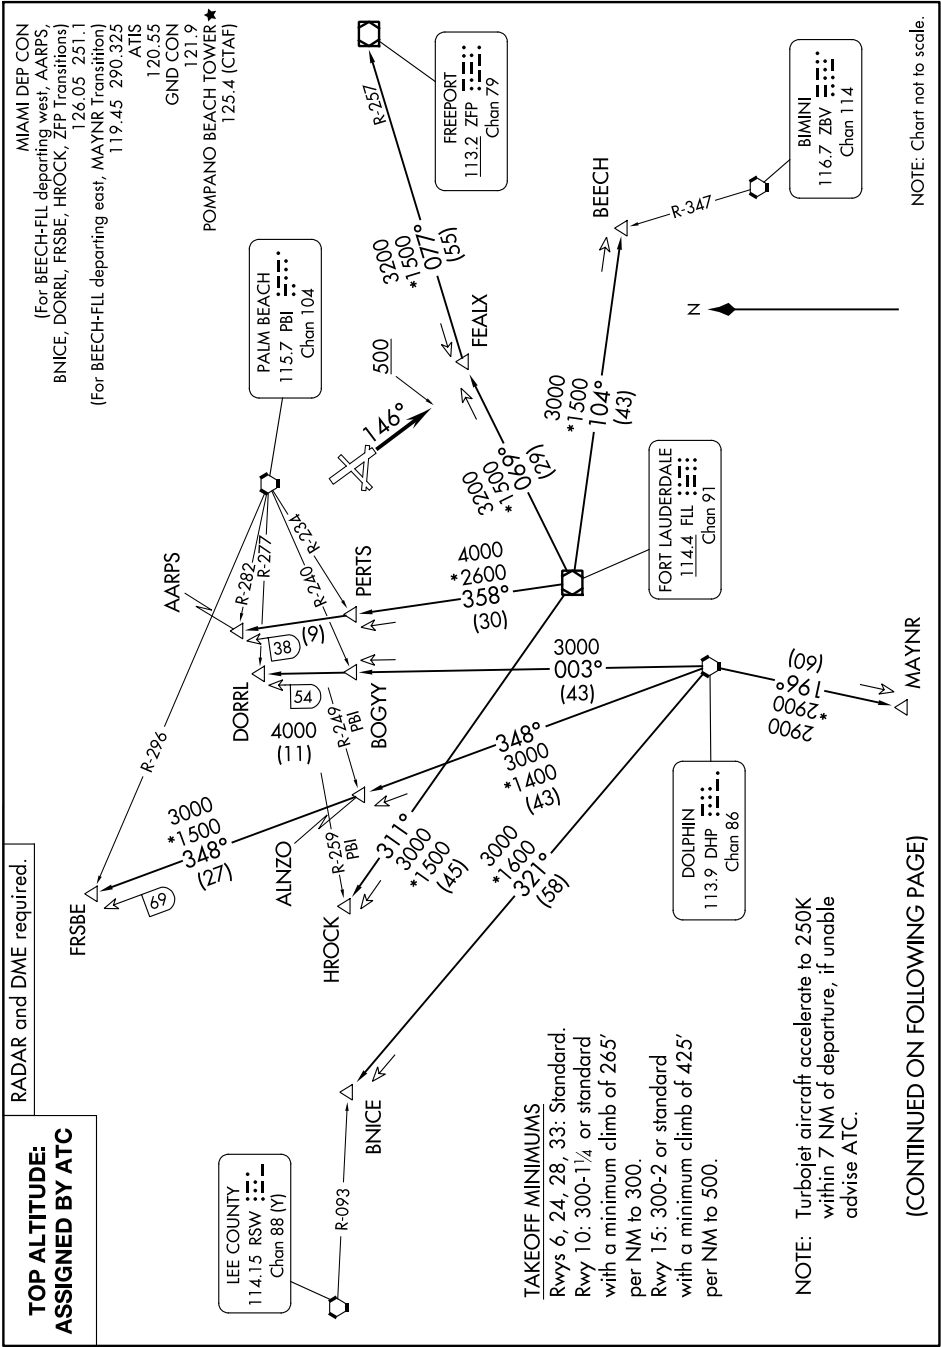 TOP ALTITUDE:
ASSIGNED BY ATC
RADAR and DME required.
MIAMI DEP CON
(For BEECH-FLL departing west, AARPS,
BNICE, DORRL, FRSBE, HROCK, ZFP Transitions)
126.05 251.1
(For BEECH-FLL departing east, MAYNR Transitition)
119.45 290.325
ATIS
120.55
GND CON
121.9
POMPANO BEACH TOWER★
125.4 (CTAF)
FRSBE
69
R-296
3000
*1500
348°
(27)
AARPS
R-282
R-277
R-240
R-234
38
(9)
DORRL
54
4000
(11)
PALM BEACH
115.7 PBI
Chan 104
R-257
FREEPORT
113.2 ZFP
Chan 79
3200
*1500
077°
(55)
500
146°
FEALX
3200
*1500
069°
(29)
PERTS
4000
*2600
358°
(30)
BOGYY
R-249
PBI
ALNZO
R-259
PBI
HROCK
311°
3000
*1500
(45)
348°
3000
*1400
(43)
3000
003°
(43)
LEE COUNTY
114.15 RSW
Chan 88 (Y)
R-093
BNICE
3000
*1600
321°
(58)
FORT LAUDERDALE
114.4 FLL
Chan 91
3000
*1500
104°
(43)
BEECH
R-347
BIMINI
116.7 ZBV
Chan 114
N
DOLPHIN
113.9 DHP
Chan 86
(60)
196°
*2900
2900
MAYNR
TAKEOFF MINIMUMS
Rwys 6, 24, 28, 33: Standard.
Rwy 10: 300-1¼ or standard
with a minimum climb of 265'
per NM to 300.
Rwy 15: 300-2 or standard
with a minimum climb of 425'
per NM to 500.
NOTE: Turbojet aircraft accelerate to 250K
within 7 NM of departure, if unable
advise ATC.
(CONTINUED ON FOLLOWING PAGE)
NOTE: Chart not to scale.